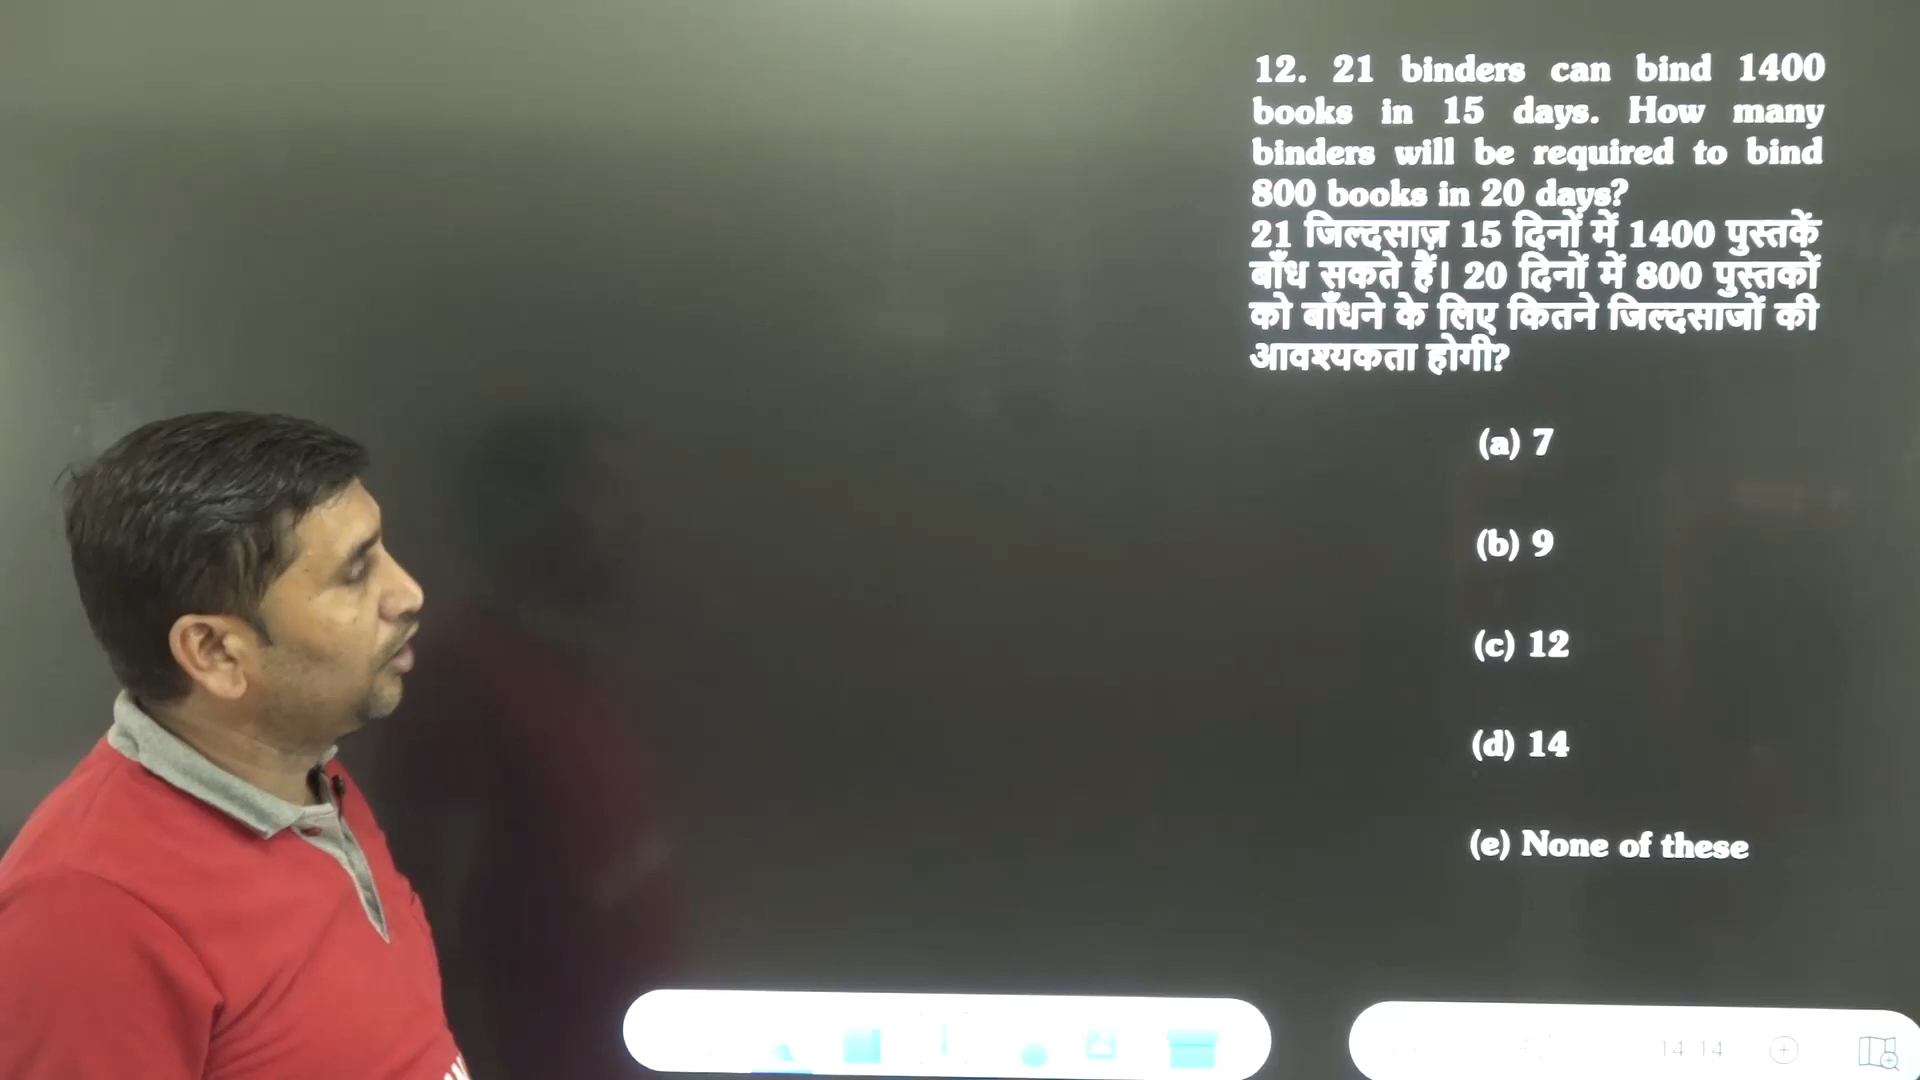 12. 21 binders can bind 1400
books in 15 days. How many
binders will be required to bind
800 books in 20 days?
21 जिल्दसाज़ 15 दिनों में 1400 पुस्तकें
बाँध सकते हैं। 20 दिनों में 800 पुस्तकों
को बाँधने के लिए कितने जिल्दसाजों की
आवश्यकता होगी?
(a) 7
(b) 9
(c) 12
(d) 14
(e) None of these
14 14